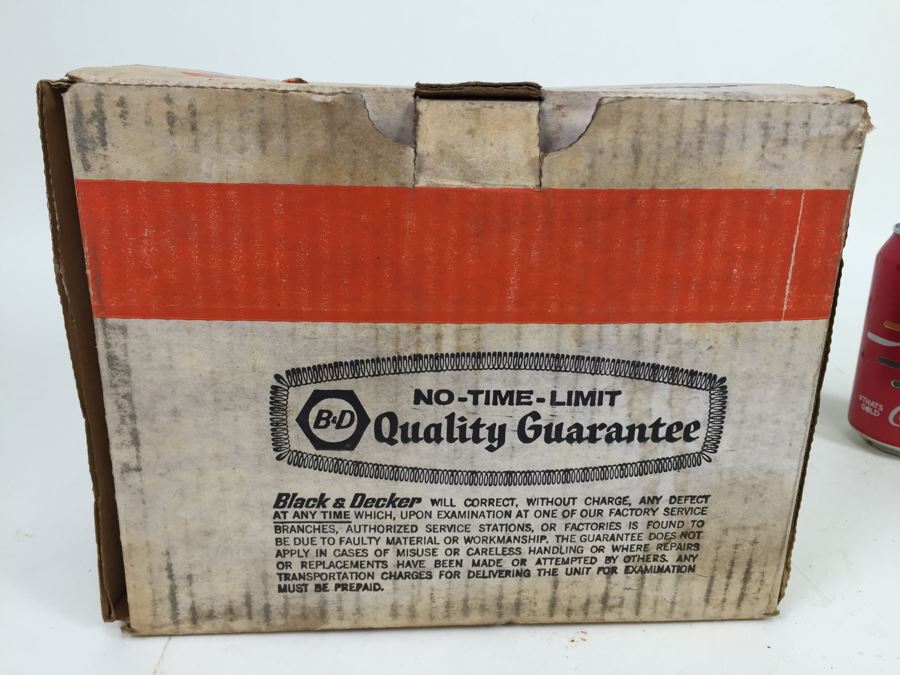 NO-TIME-LIMIT
B&D Quality Guarantee
Black & Decker WILL CORRECT, WITHOUT CHARGE, ANY DEFECT
AT ANY TIME WHICH, UPON EXAMINATION AT ONE OF OUR FACTORY SERVICE
BRANCHES, AUTHORIZED SERVICE STATIONS, OR FACTORIES IS FOUND TO
BE DUE TO FAULTY MATERIAL OR WORKMANSHIP. THE GUARANTEE DOES NOT
APPLY IN CASES OF MISUSE OR CARELESS HANDLING OR WHERE REPAIRS
OR REPLACEMENTS HAVE BEEN MADE OR ATTEMPTED BY OTHERS. ANY
TRANSPORTATION CHARGES FOR DELIVERING THE UNIT FOR EXAMINATION
MUST BE PREPAID.
#THATS
GOLD